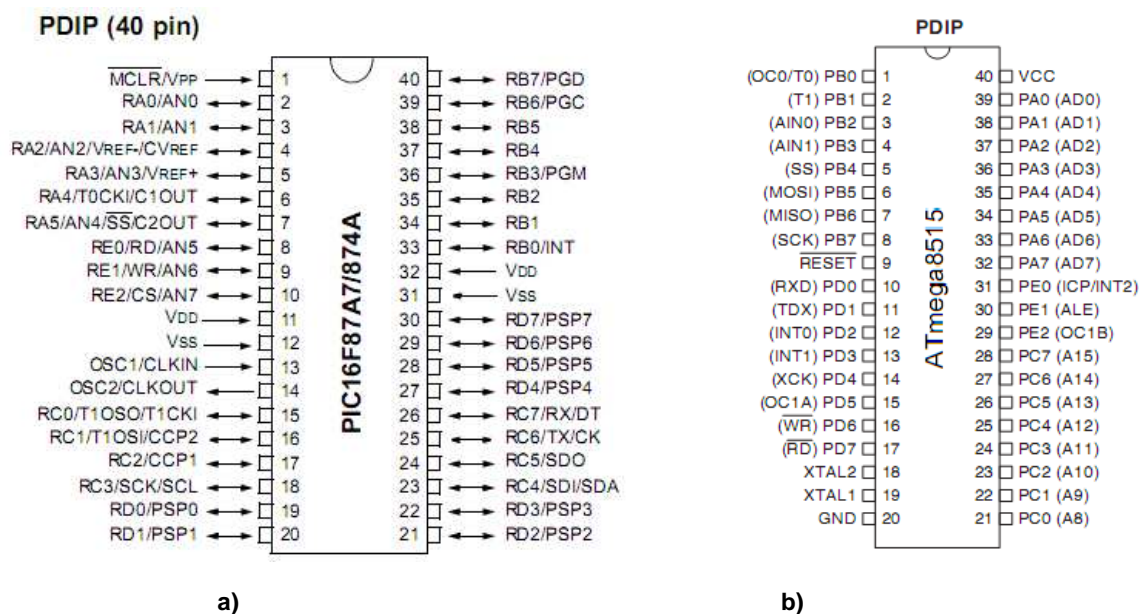 PDIP (40 pin)
MCLR/VPP 1 40 RB7/PGD
RA0/AN0 2 39 RB6/PGC
RA1/AN1 3 38 RB5
RA2/AN2/VREF-/CVREF 4 37 RB4
RA3/AN3/VREF+ 5 36 RB3/PGM
RA4/T0CKI/C1OUT 6 35 RB2
RA5/AN4/SS/C2OUT 7 34 RB1
RE0/RD/AN5 8 33 RB0/INT
RE1/WR/AN6 9 32 VDD
RE2/CS/AN7 10 31 VSS
VDD 11 30 RD7/PSP7
VSS 12 29 RD6/PSP6
OSC1/CLKIN 13 28 RD5/PSP5
OSC2/CLKOUT 14 27 RD4/PSP4
RC0/T1OSO/T1CKI 15 26 RC7/RX/DT
RC1/T1OSI/CCP2 16 25 RC6/TX/CK
RC2/CCP1 17 24 RC5/SDO
RC3/SCK/SCL 18 23 RC4/SDI/SDA
RD0/PSP0 19 22 RD3/PSP3
RD1/PSP1 20 21 RD2/PSP2
PIC16F87A7/874A
a)
PDIP
(OC0/T0) PB0 1 40 VCC
(T1) PB1 2 39 PA0 (AD0)
(AIN0) PB2 3 38 PA1 (AD1)
(AIN1) PB3 4 37 PA2 (AD2)
(SS) PB4 5 36 PA3 (AD3)
(MOSI) PB5 6 35 PA4 (AD4)
(MISO) PB6 7 34 PA5 (AD5)
(SCK) PB7 8 33 PA6 (AD6)
RESET 9 32 PA7 (AD7)
(RXD) PD0 10 31 PE0 (ICP/INT2)
(TDX) PD1 11 30 PE1 (ALE)
(INT0) PD2 12 29 PE2 (OC1B)
(INT1) PD3 13 28 PC7 (A15)
(XCK) PD4 14 27 PC6 (A14)
(OC1A) PD5 15 26 PC5 (A13)
(WR) PD6 16 25 PC4 (A12)
(RD) PD7 17 24 PC3 (A11)
XTAL2 18 23 PC2 (A10)
XTAL1 19 22 PC1 (A9)
GND 20 21 PC0 (A8)
ATmega8515
b)